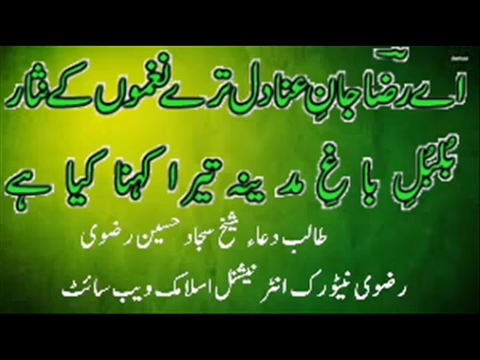 اے رضاؔ جانِ عنادل ترے نغموں کے نثار
بُلبُلِ باغِ مدینہ تیرا کہنا کیا ہے
طالب دعاء شیخ سجاد حسین رضوی
رضوی نیٹورک انٹرنیشنل اسلامک ویب سائٹ